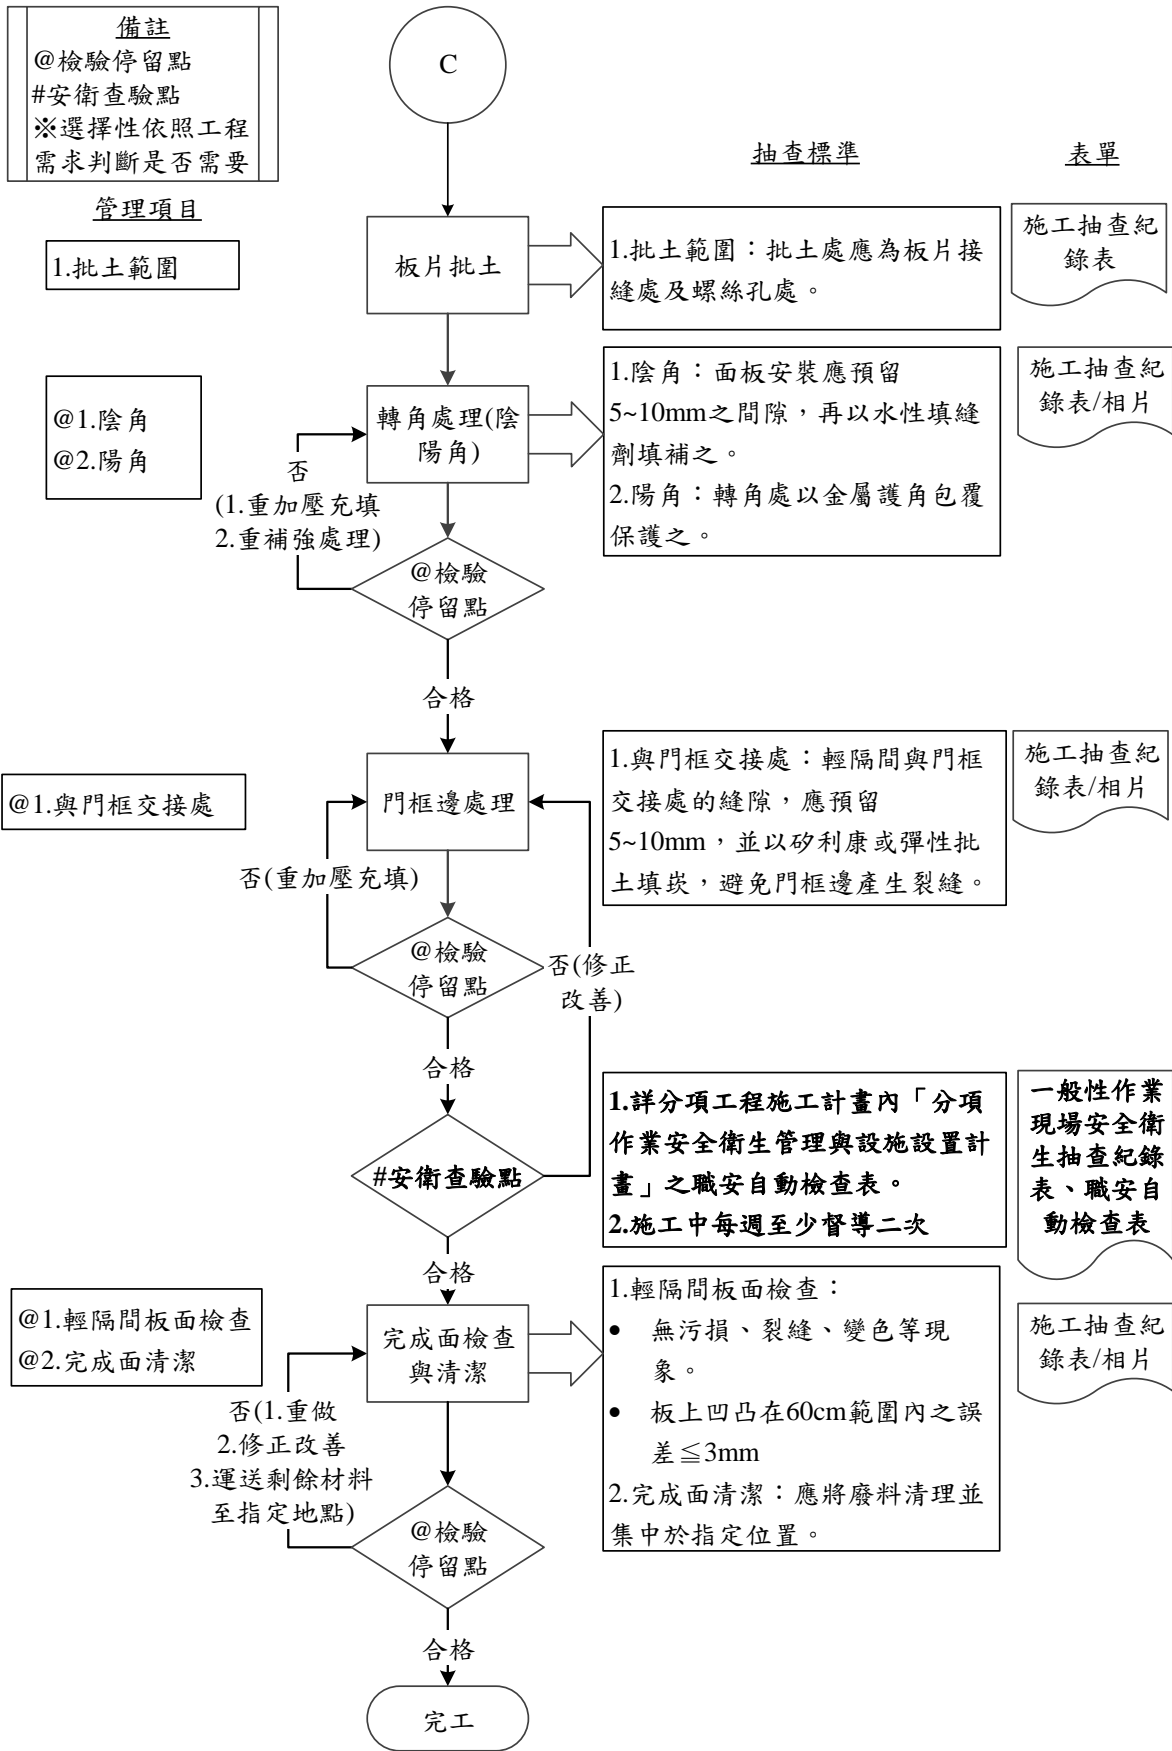 備註
@檢驗停留點
#安衛查驗點
※選擇性依照工程
需求判斷是否需要
C
抽查標準
表單
管理項目
1.批土範圍
板片批土
1.批土範圍：批土處應為板片接
縫處及螺絲孔處。
施工抽查紀
錄表
@1.陰角
@2.陽角
轉角處理(陰
陽角)
1.陰角：面板安裝應預留
5~10mm之間隙，再以水性填縫
劑填補之。
2.陽角：轉角處以金屬護角包覆
保護之。
施工抽查紀
錄表/相片
否
(1.重加壓充填
2.重補強處理)
@檢驗
停留點
合格
@1.與門框交接處
門框邊處理
1.與門框交接處：輕隔間與門框
交接處的縫隙，應預留
5~10mm，並以矽利康或彈性批
土填崁，避免門框邊產生裂縫。
施工抽查紀
錄表/相片
否(重加壓充填)
@檢驗
停留點
否(修正
改善)
合格
#安衛查驗點
1.詳分項工程施工計畫內「分項
作業安全衛生管理與設施設置計
畫」之職安自動檢查表。
2.施工中每週至少督導二次
一般性作業
現場安全衛
生抽查紀錄
表、職安自
動檢查表
合格
@1.輕隔間板面檢查
@2.完成面清潔
完成面檢查
與清潔
1.輕隔間板面檢查：
• 無污損、裂縫、變色等現
象。
• 板上凹凸在60cm範圍內之誤
差≦3mm
2.完成面清潔：應將廢料清理並
集中於指定位置。
施工抽查紀
錄表/相片
否(1.重做
2.修正改善
3.運送剩餘材料
至指定地點)
@檢驗
停留點
合格
完工